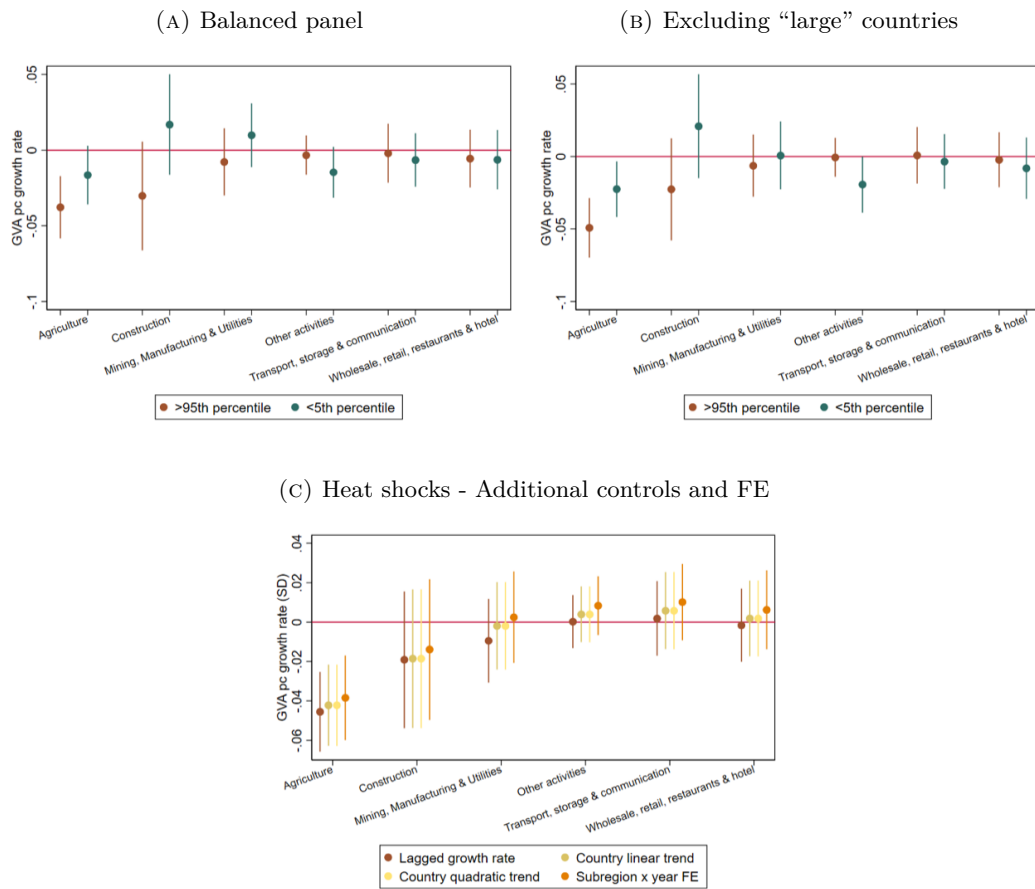 (A) Balanced panel
GVA pc growth rate
.05
0
-.05
-.1
Agriculture
Construction
Mining, Manufacturing & Utilities
Other activities
Transport, storage & communication
Wholesale, retail, restaurants & hotel
>95th percentile <5th percentile
(B) Excluding “large” countries
GVA pc growth rate
.05
0
-.05
-.1
Agriculture
Construction
Mining, Manufacturing & Utilities
Other activities
Transport, storage & communication
Wholesale, retail, restaurants & hotel
>95th percentile <5th percentile
(C) Heat shocks - Additional controls and FE
GVA pc growth rate (SD)
.04
.02
0
-.02
-.04
-.06
Agriculture
Construction
Mining, Manufacturing & Utilities
Other activities
Transport, storage & communication
Wholesale, retail, restaurants & hotel
Lagged growth rate Country linear trend
Country quadratic trend Subregion x year FE